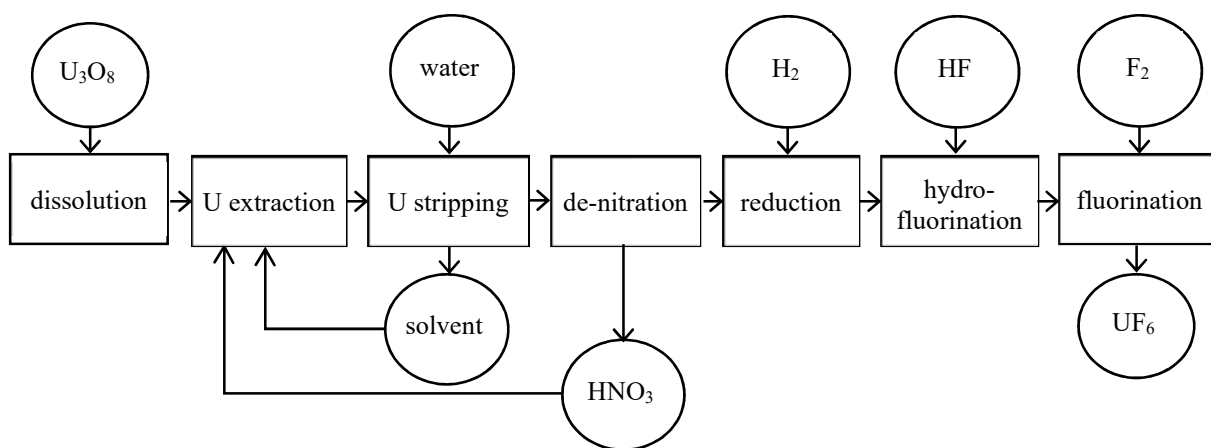 U₃O₈
water
H₂
HF
F₂
dissolution
U extraction
U stripping
de-nitration
reduction
hydro-
fluorination
fluorination
solvent
HNO₃
UF₆